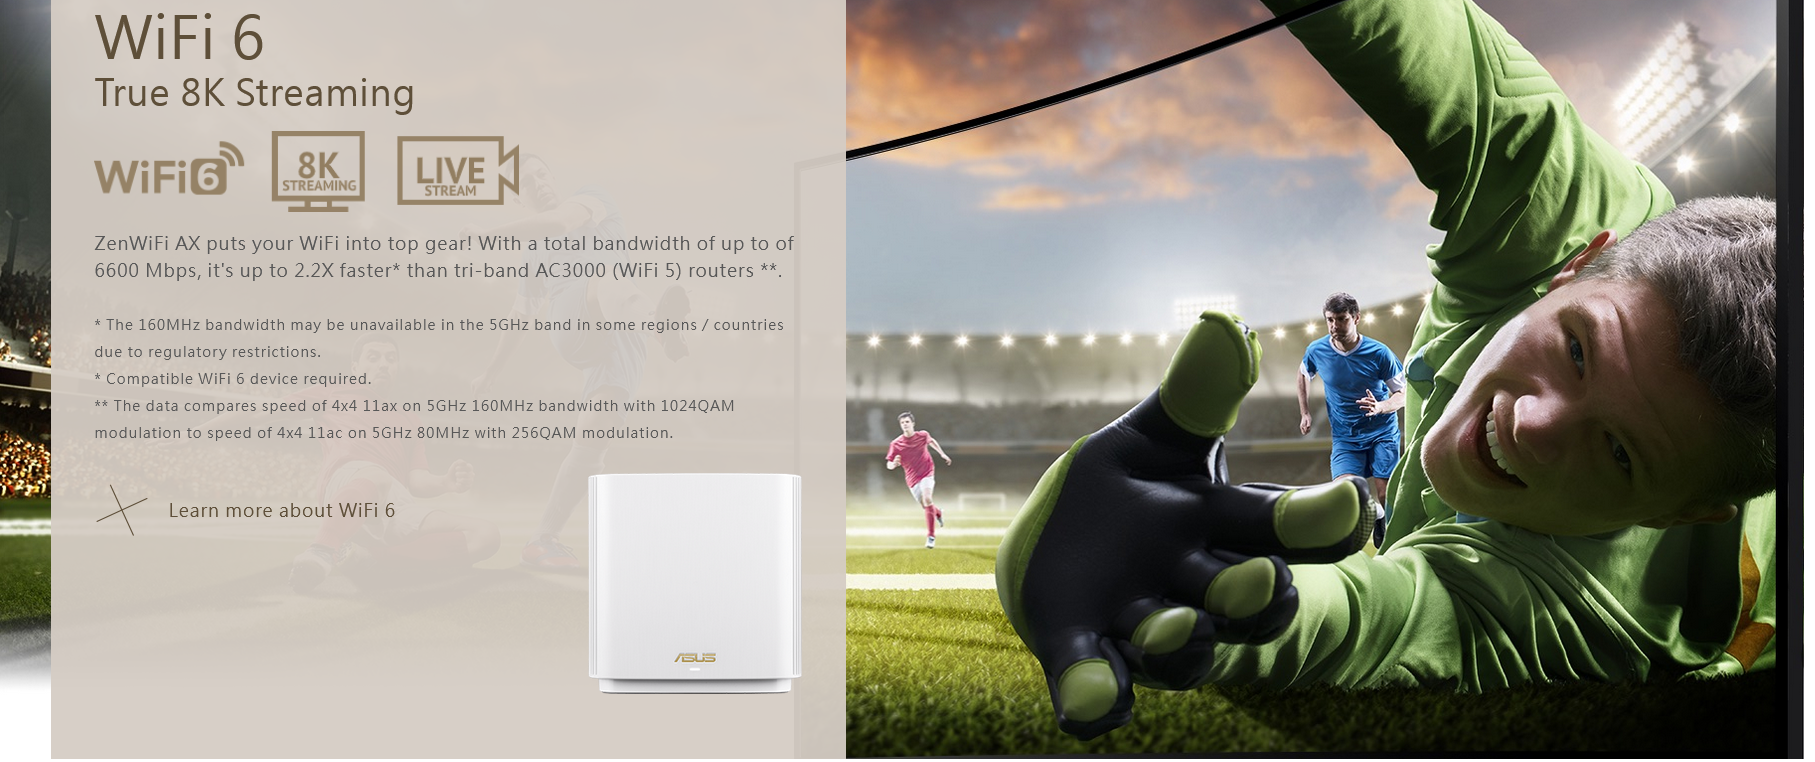 WiFi 6
True 8K Streaming
WiFi 6
8K
STREAMING
LIVE
STREAM
ZenWiFi AX puts your WiFi into top gear! With a total bandwidth of up to of
6600 Mbps, it's up to 2.2X faster* than tri-band AC3000 (WiFi 5) routers **.
* The 160MHz bandwidth may be unavailable in the 5GHz band in some regions / countries
due to regulatory restrictions.
* Compatible WiFi 6 device required.
** The data compares speed of 4x4 11ax on 5GHz 160MHz bandwidth with 1024QAM
modulation to speed of 4x4 11ac on 5GHz 80MHz with 256QAM modulation.
Learn more about WiFi 6
ASUS